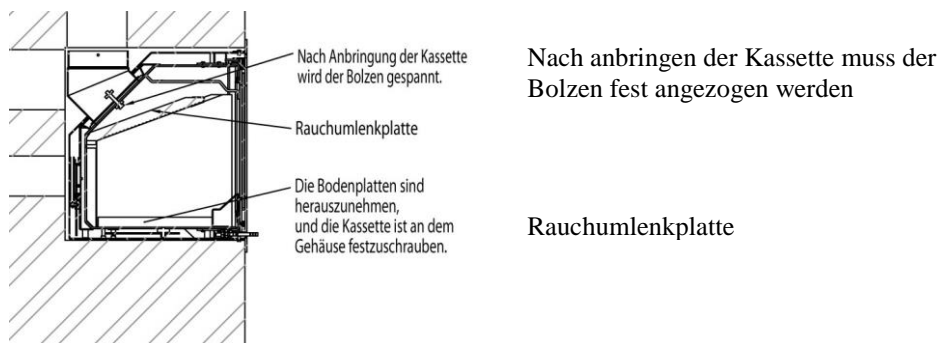 Nach Anbringung der Kassette
wird der Bolzen gespannt.
Rauchumlenkplatte
Die Bodenplatten sind
herauszunehmen,
und die Kassette ist an dem
Gehäuse festzuschrauben.
Nach anbringen der Kassette muss der
Bolzen fest angezogen werden
Rauchumlenkplatte